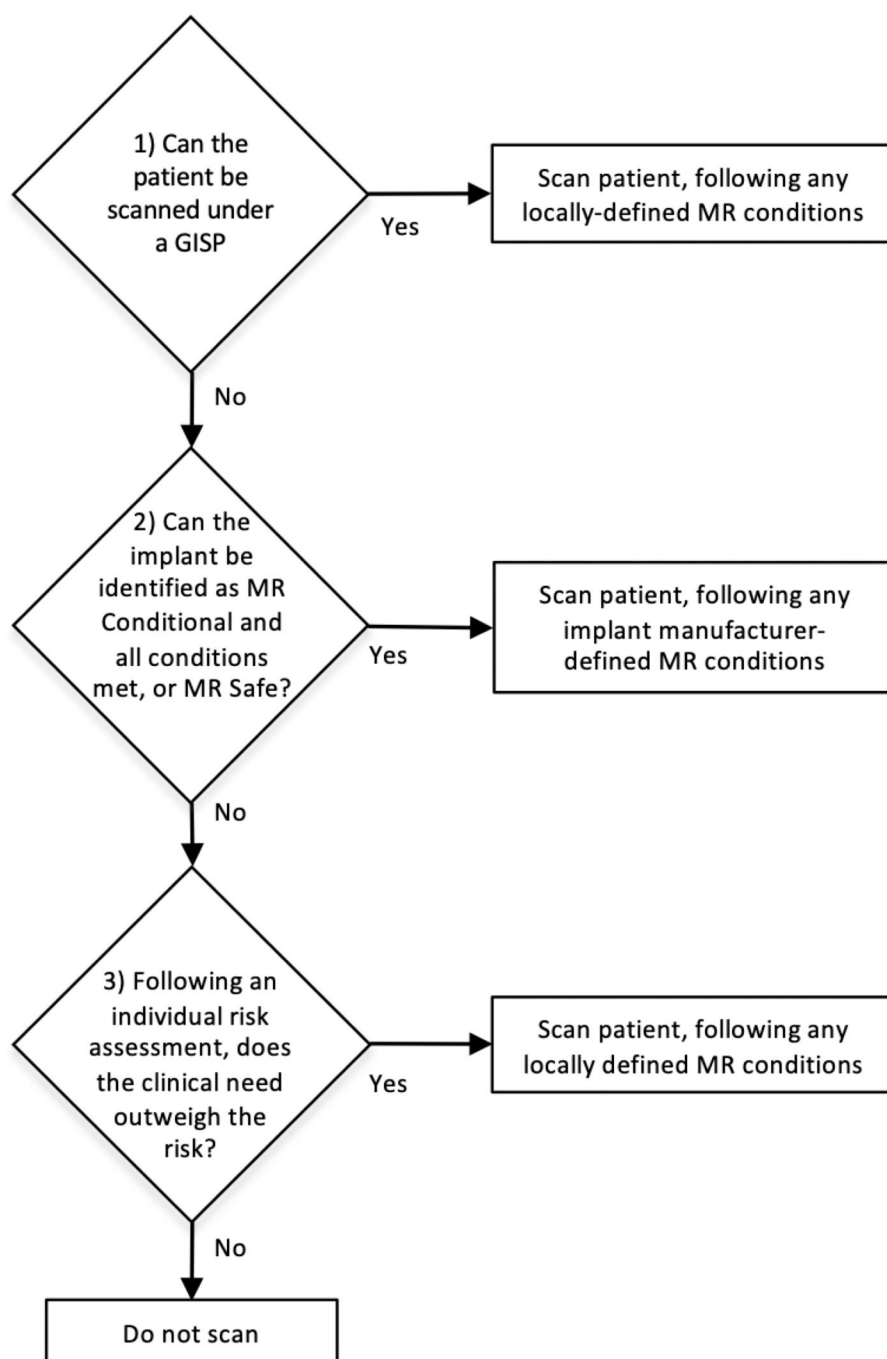 1) Can the
patient be
scanned under
a GISP
Yes
Scan patient, following any
locally-defined MR conditions
No
2) Can the
implant be
identified as MR
Conditional and
all conditions
met, or MR Safe?
Yes
Scan patient, following any
implant manufacturer-
defined MR conditions
No
3) Following an
individual risk
assessment, does
the clinical need
outweigh the
risk?
Yes
Scan patient, following any
locally defined MR conditions
No
Do not scan